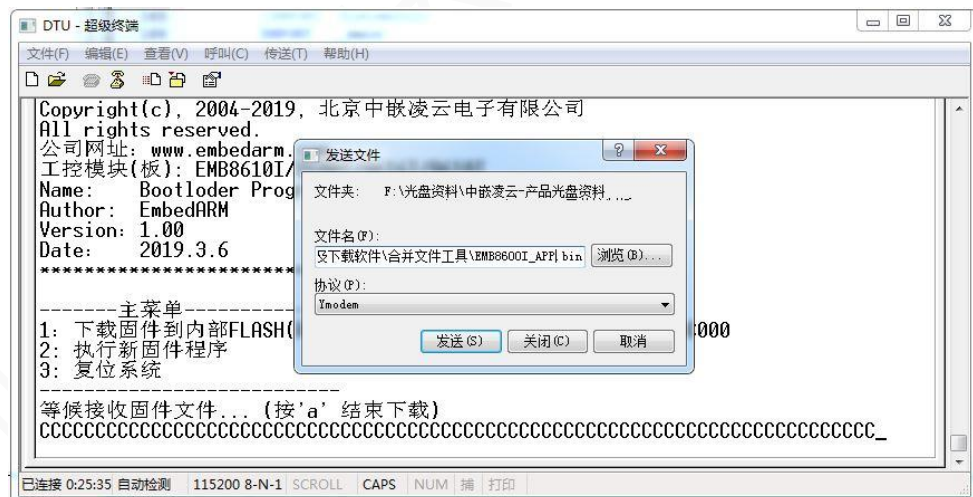 DTU - 超级终端
文件(F) 编辑(E) 查看(V) 呼叫(C) 传送(T) 帮助(H)
Copyright(c), 2004-2019, 北京中嵌凌云电子有限公司
All rights reserved.
公司网址: www.embedarm.
工控模块(板): EMB8610I/
Name: Bootloder Prog
Author: EmbedARM
Version: 1.00
Date: 2019.3.6
************************
-------主菜单----------
1: 下载固件到内部FLASH( 000
2: 执行新固件程序
3: 复位系统
---------------------------
等候接收固件文件... (按'a' 结束下载)
CCCCCCCCCCCCCCCCCCCCCCCCCCCCCCCCCCCCCCCCCCCCCCCCCCCCCCCCCCCCCCCCCCCCCCCCCCC_
发送文件
文件夹: F:\光盘资料\中嵌凌云-产品光盘资料
文件名(F):
及下载软件\合并文件工具\EMB8600I_APP.bin 浏览(B)...
协议(P):
Ymodem
发送(S) 关闭(C) 取消
已连接 0:25:35 自动检测 115200 8-N-1 SCROLL CAPS NUM 捕 打印